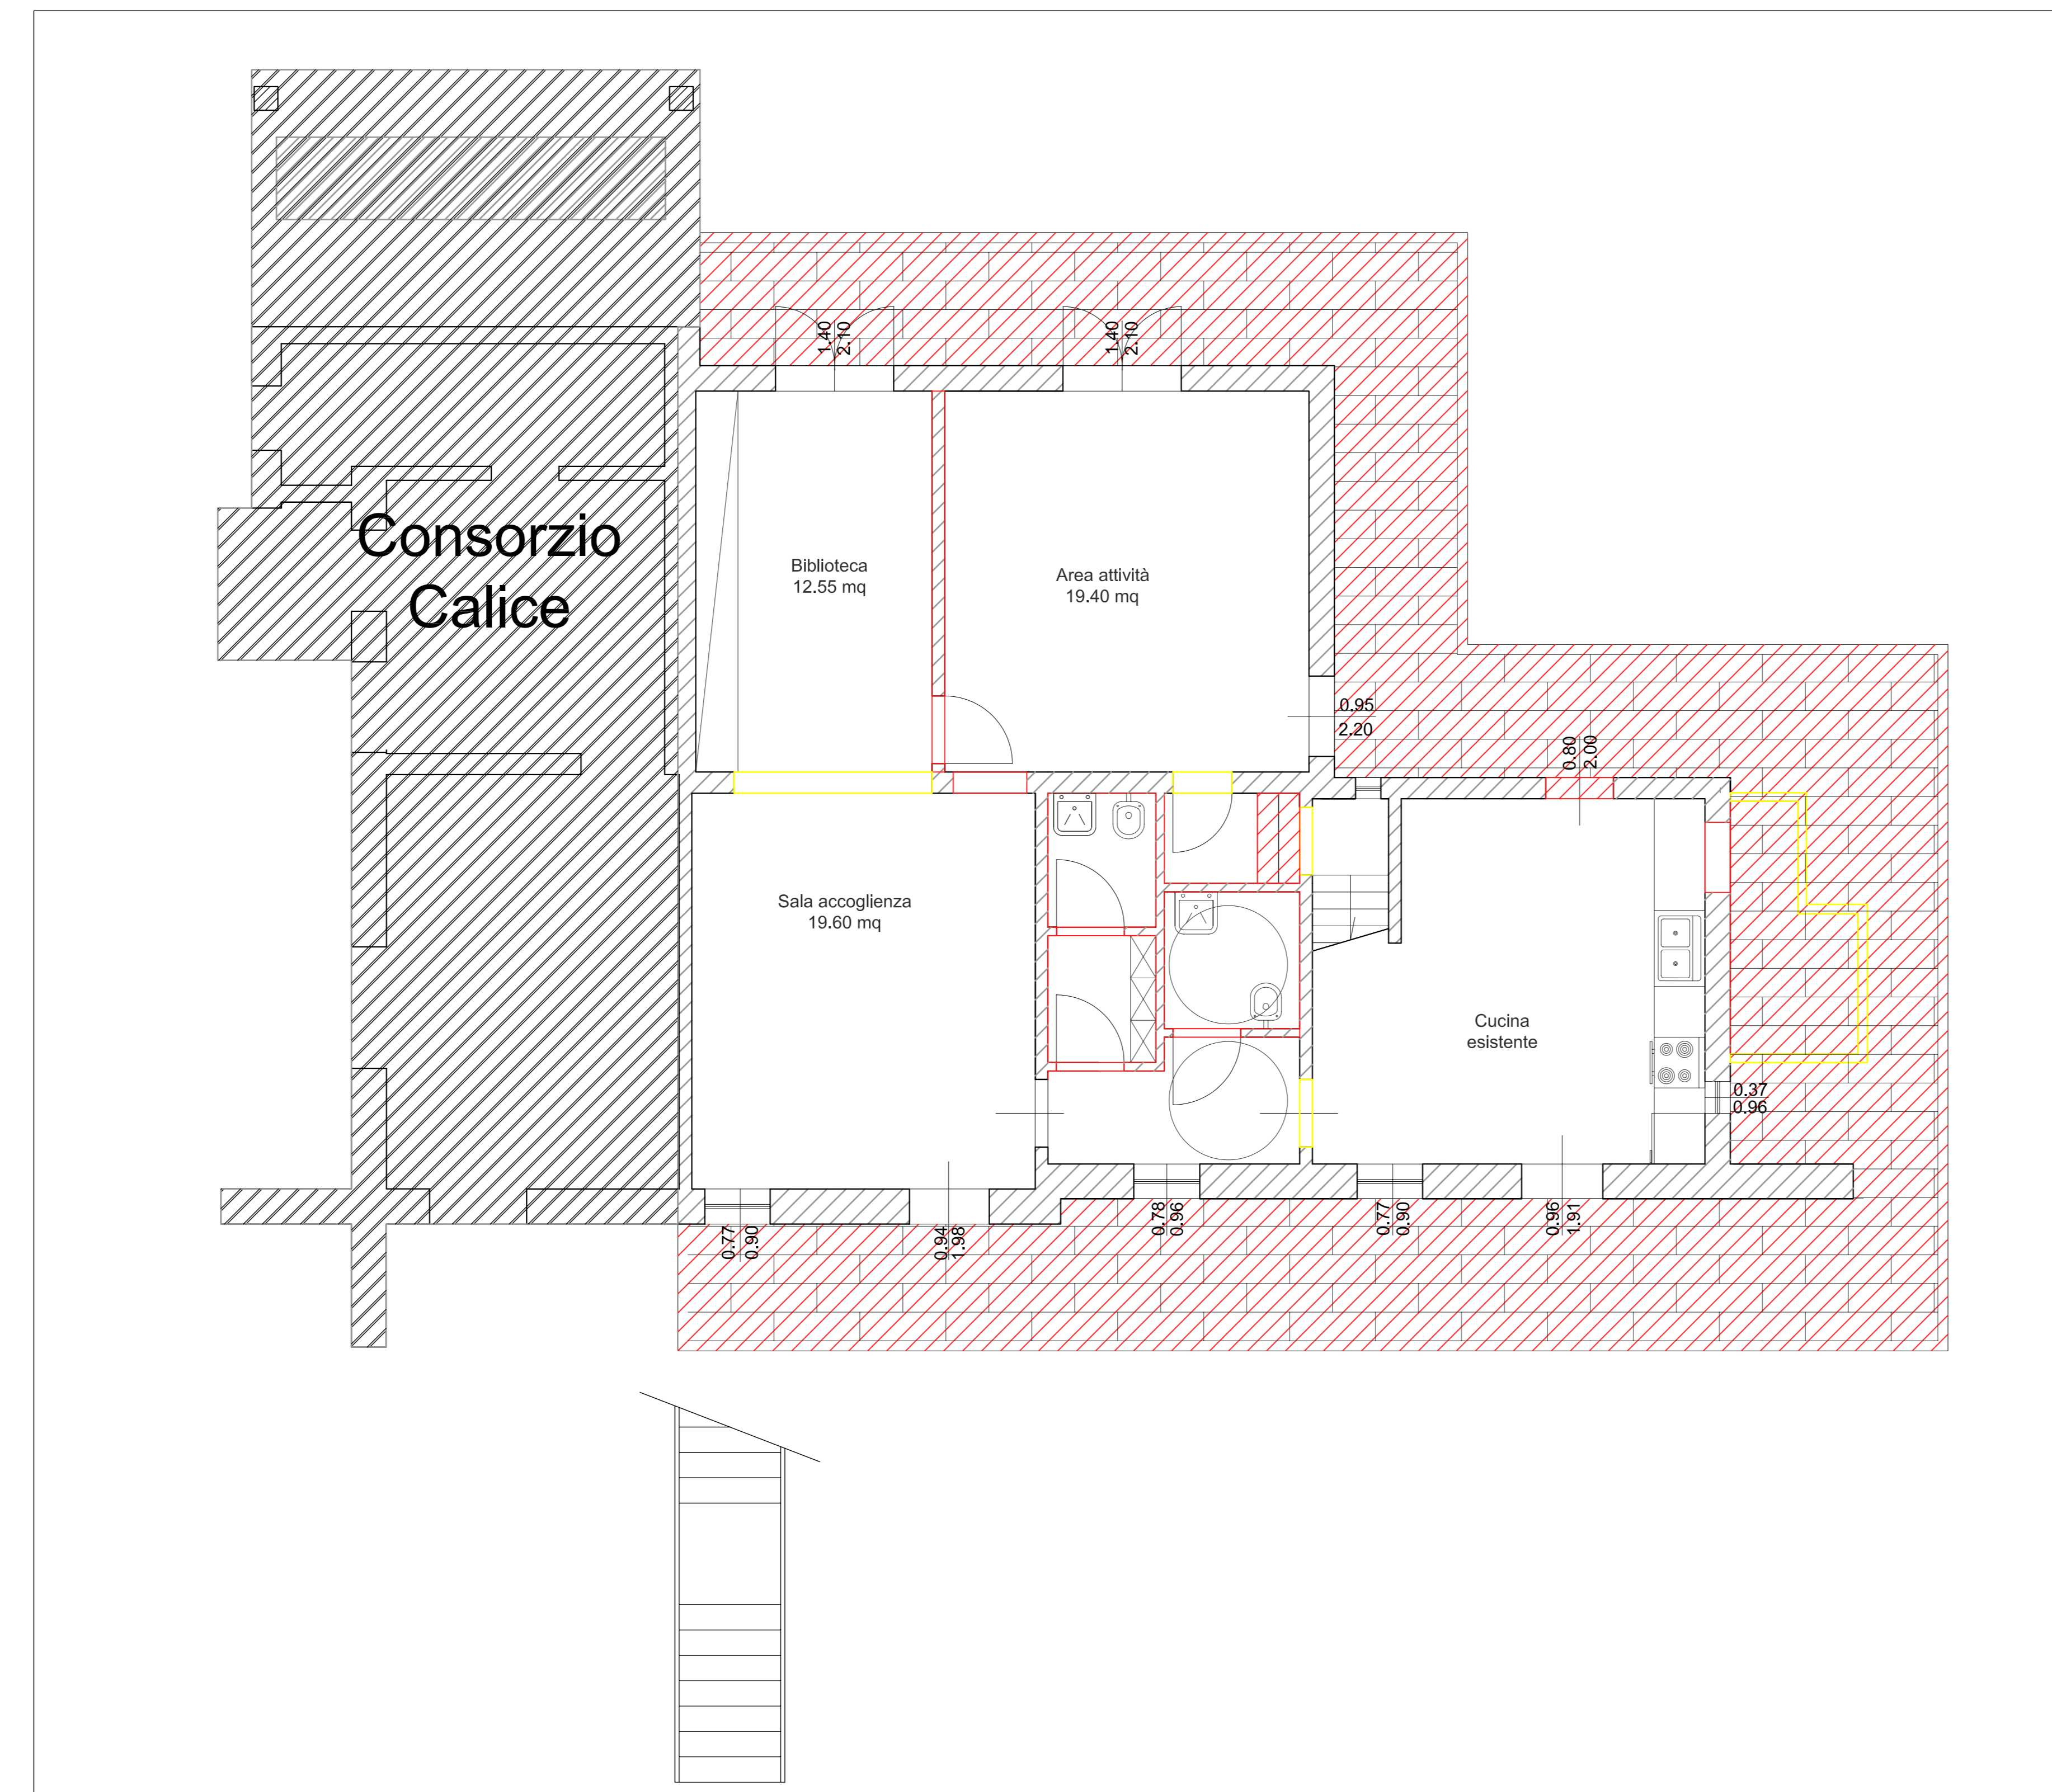 1.40
2.10
1.40
2.10
Consorzio
Calice
Biblioteca
12.55 mq
Area attività
19.40 mq
0.95
2.20
0.80
2.00
Sala accoglienza
19.60 mq
Cucina
esistente
0.37
0.96
0.77
0.90
0.94
1.98
0.78
0.96
0.77
0.90
0.96
1.91